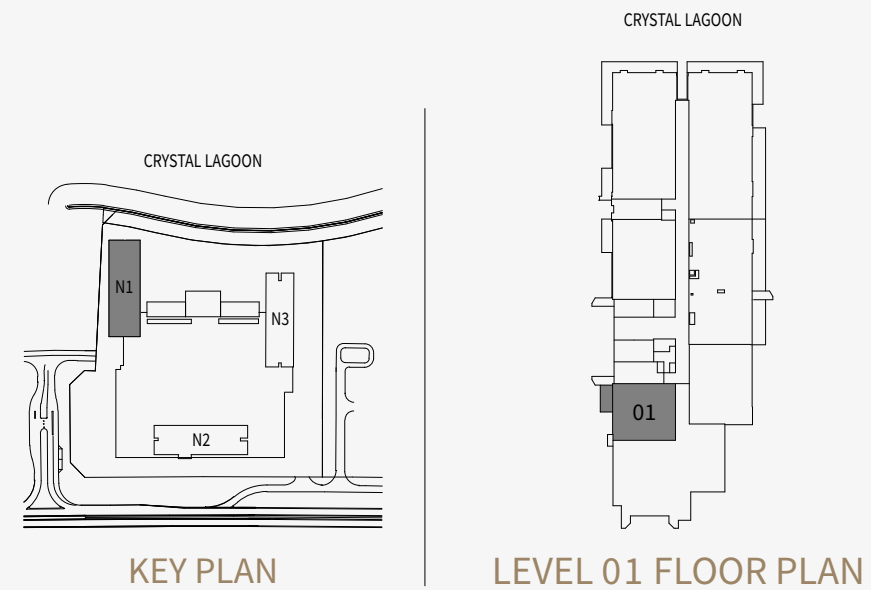 CRYSTAL LAGOON
N1
N3
N2
KEY PLAN
CRYSTAL LAGOON
01
LEVEL 01 FLOOR PLAN